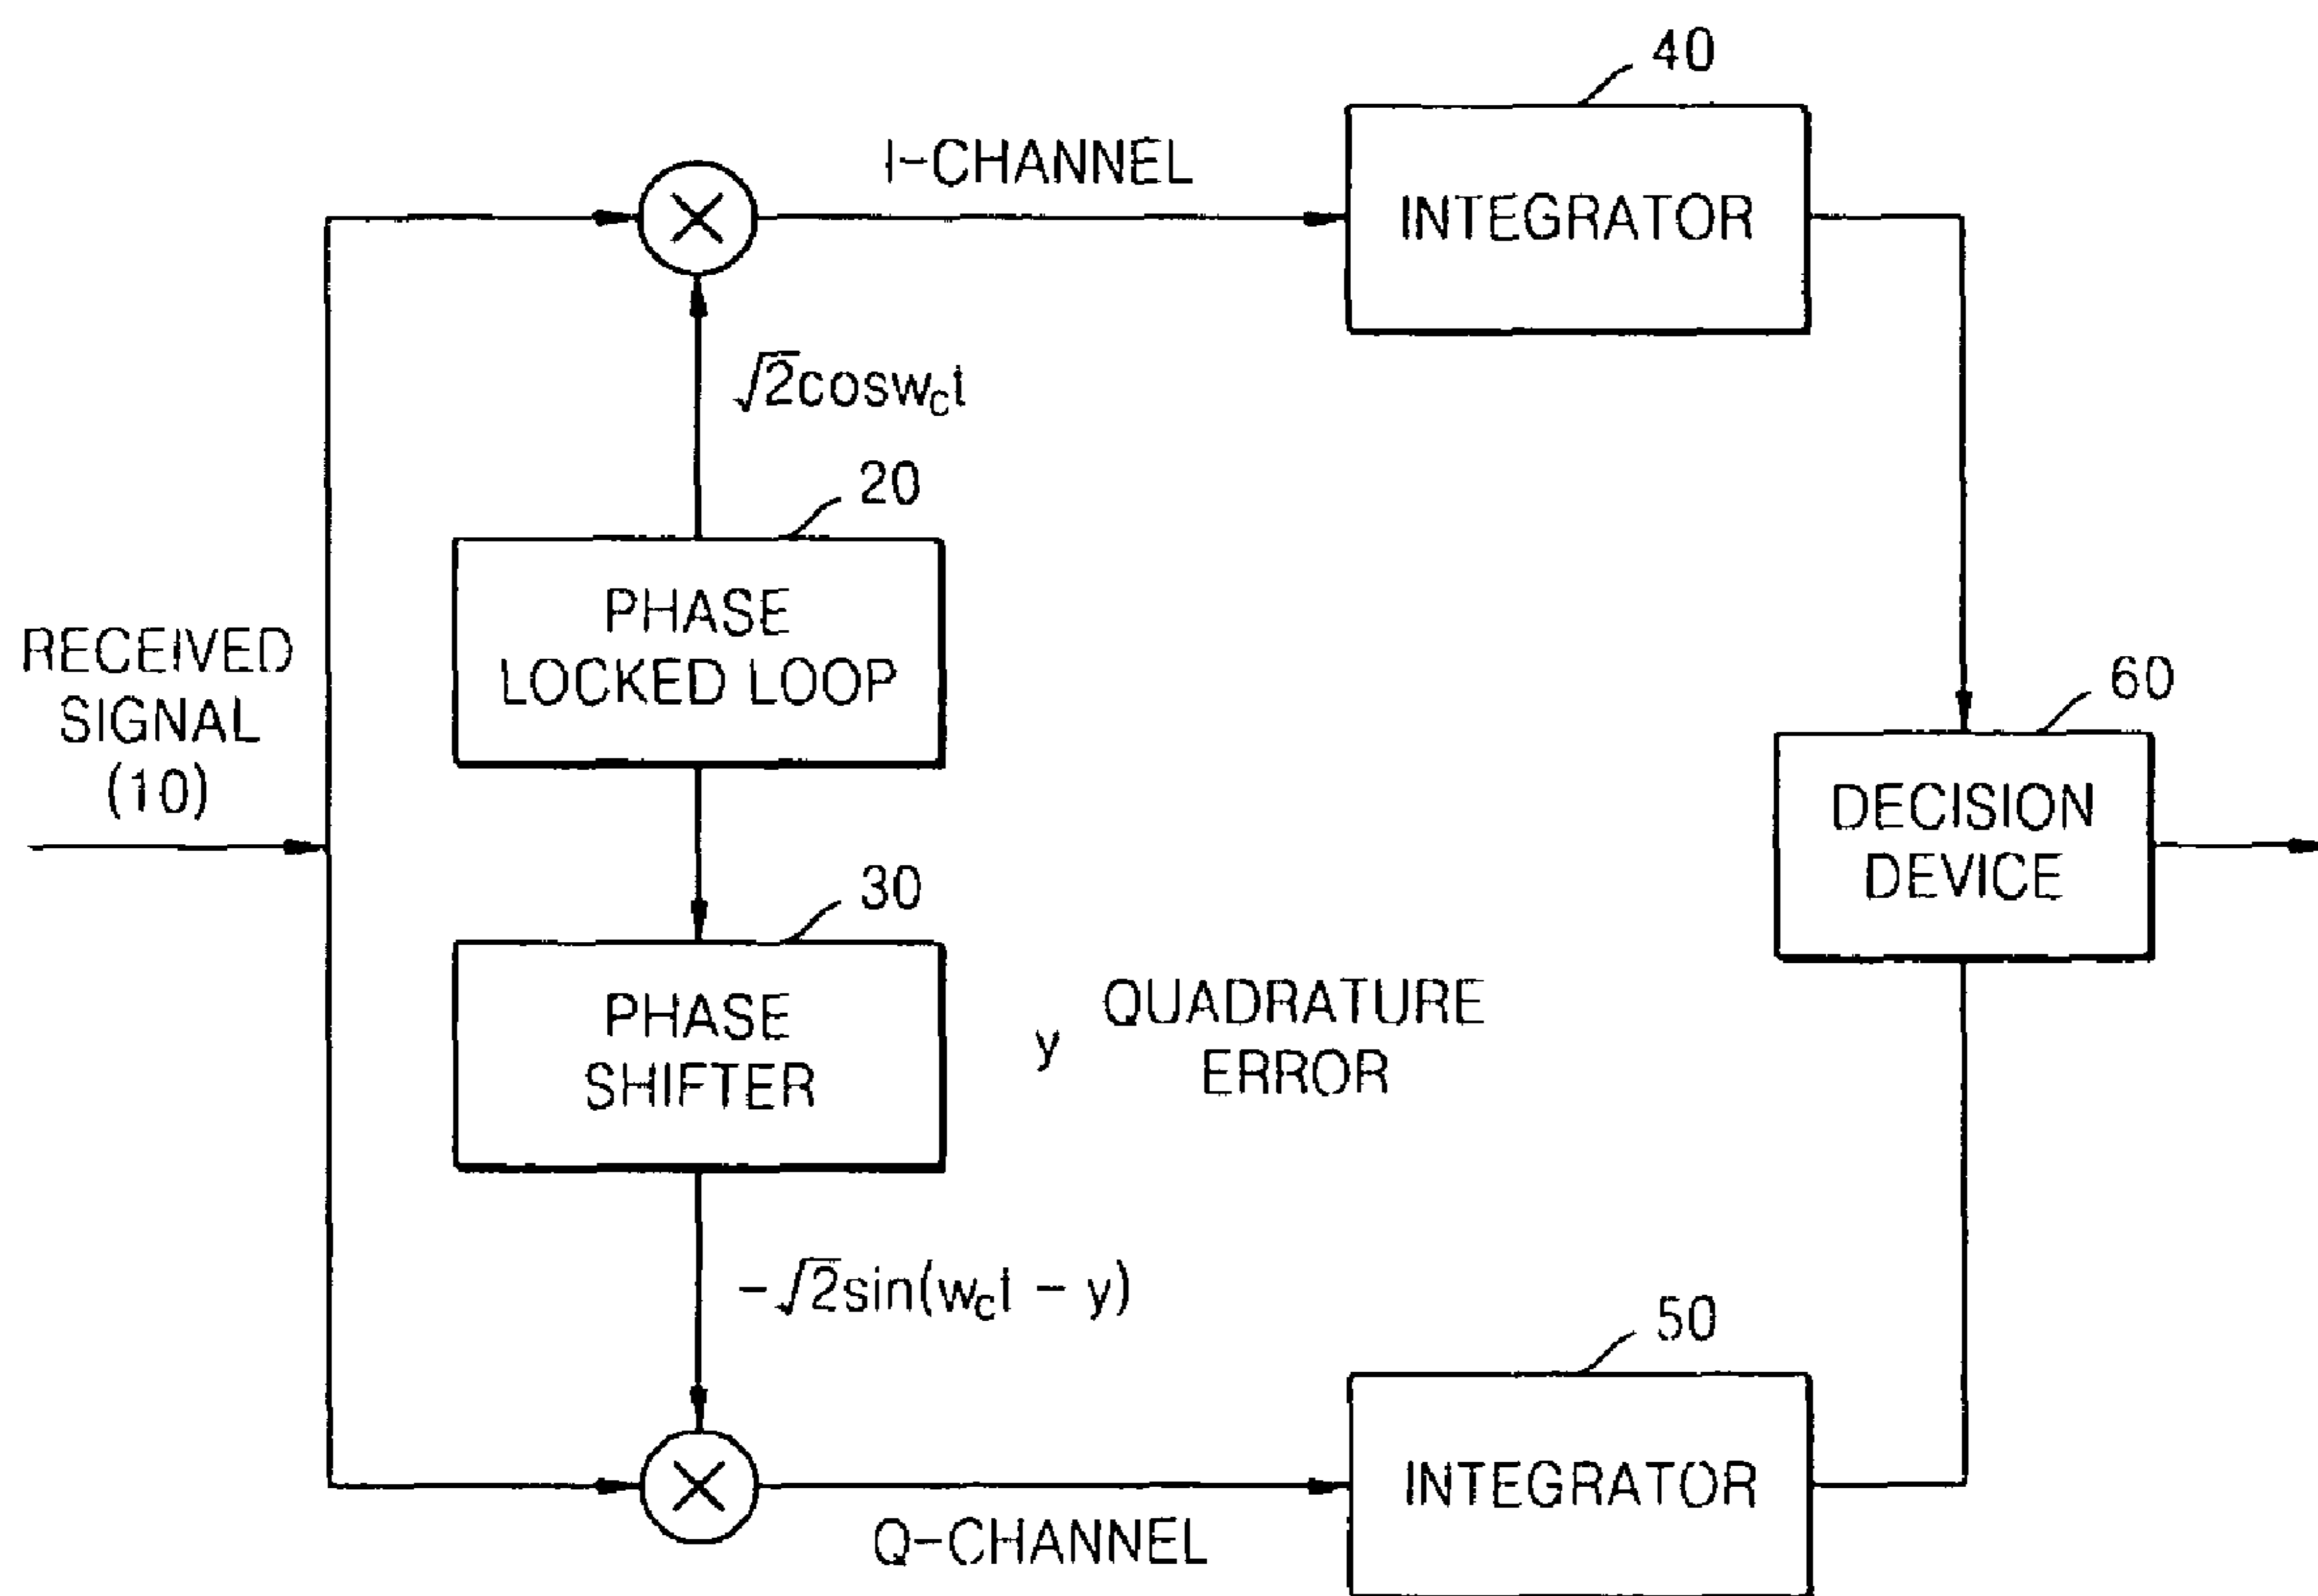 40
I-CHANNEL
INTEGRATOR
√2cosw_ct
20
PHASE
LOCKED LOOP
RECEIVED
SIGNAL
(10)
60
DECISION
DEVICE
30
PHASE
SHIFTER
y QUADRATURE
ERROR
-√2sin(w_ct - y)
50
INTEGRATOR
Q-CHANNEL